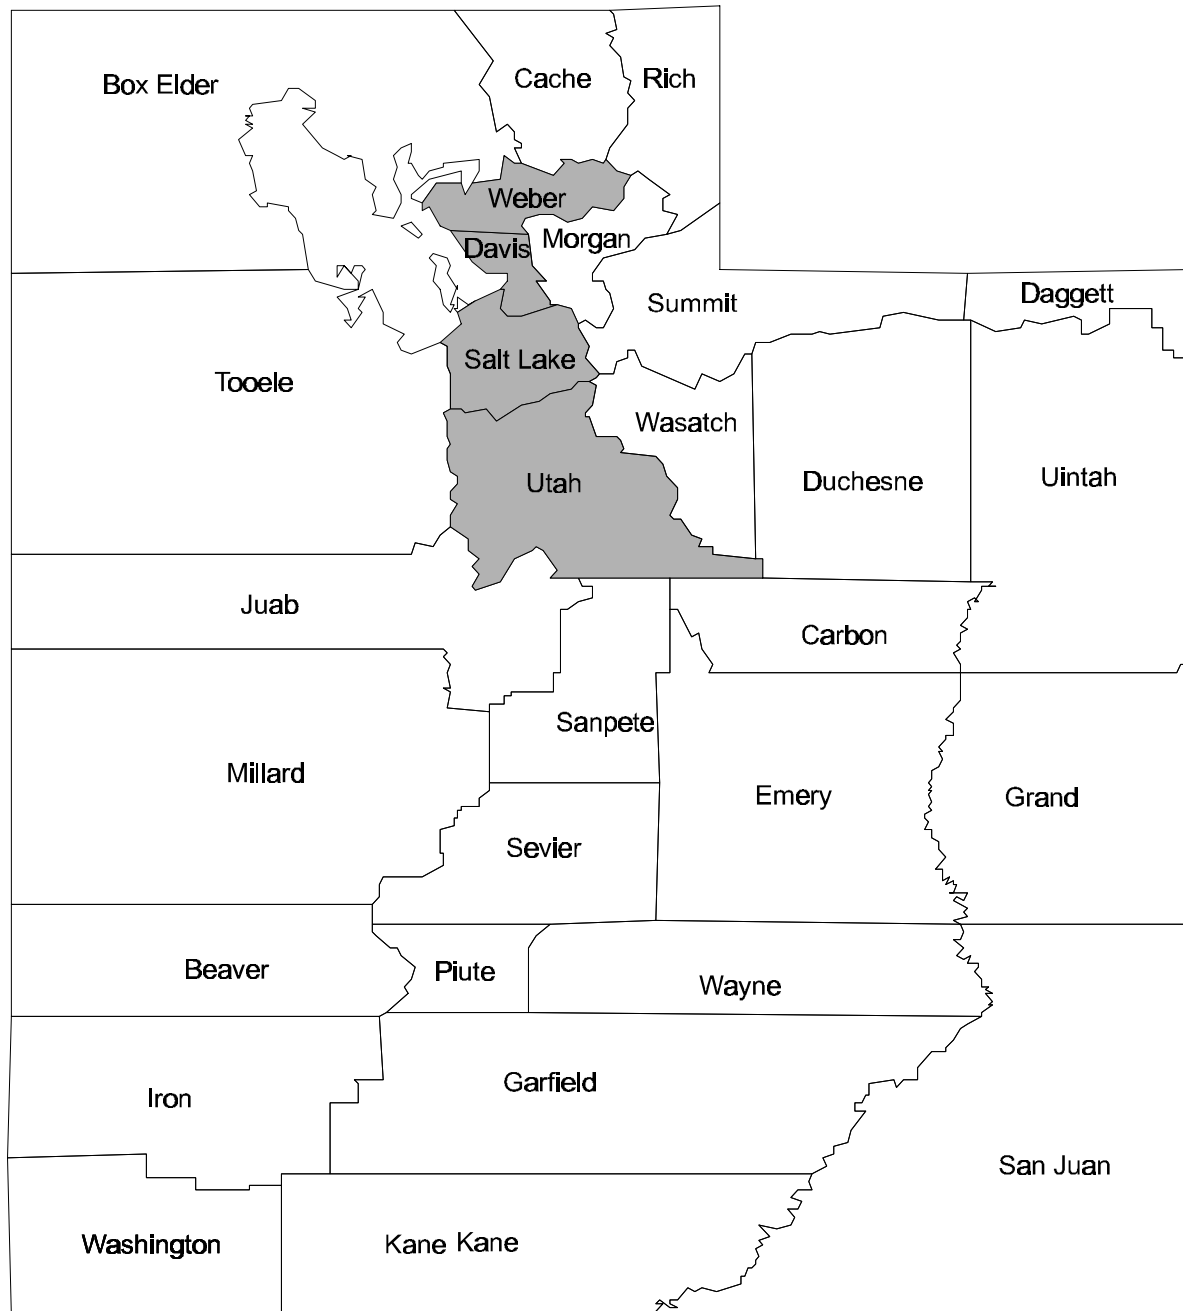 Box Elder
Cache
Rich
Weber
Davis
Morgan
Summit
Daggett
Salt Lake
Tooele
Wasatch
Utah
Duchesne
Uintah
Juab
Carbon
Sanpete
Millard
Emery
Grand
Sevier
Beaver
Piute
Wayne
Garfield
Iron
San Juan
Washington
Kane Kane